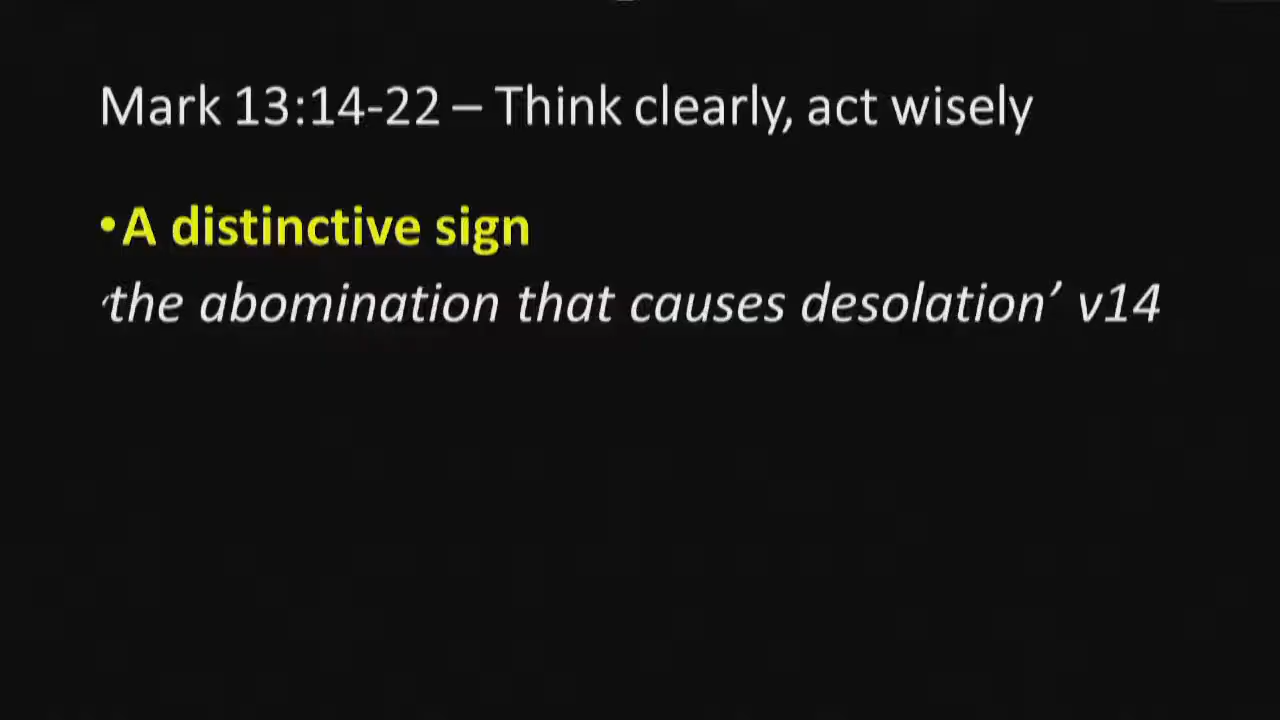 Mark 13:14-22 – Think clearly, act wisely
•A distinctive sign
‘the abomination that causes desolation’ v14